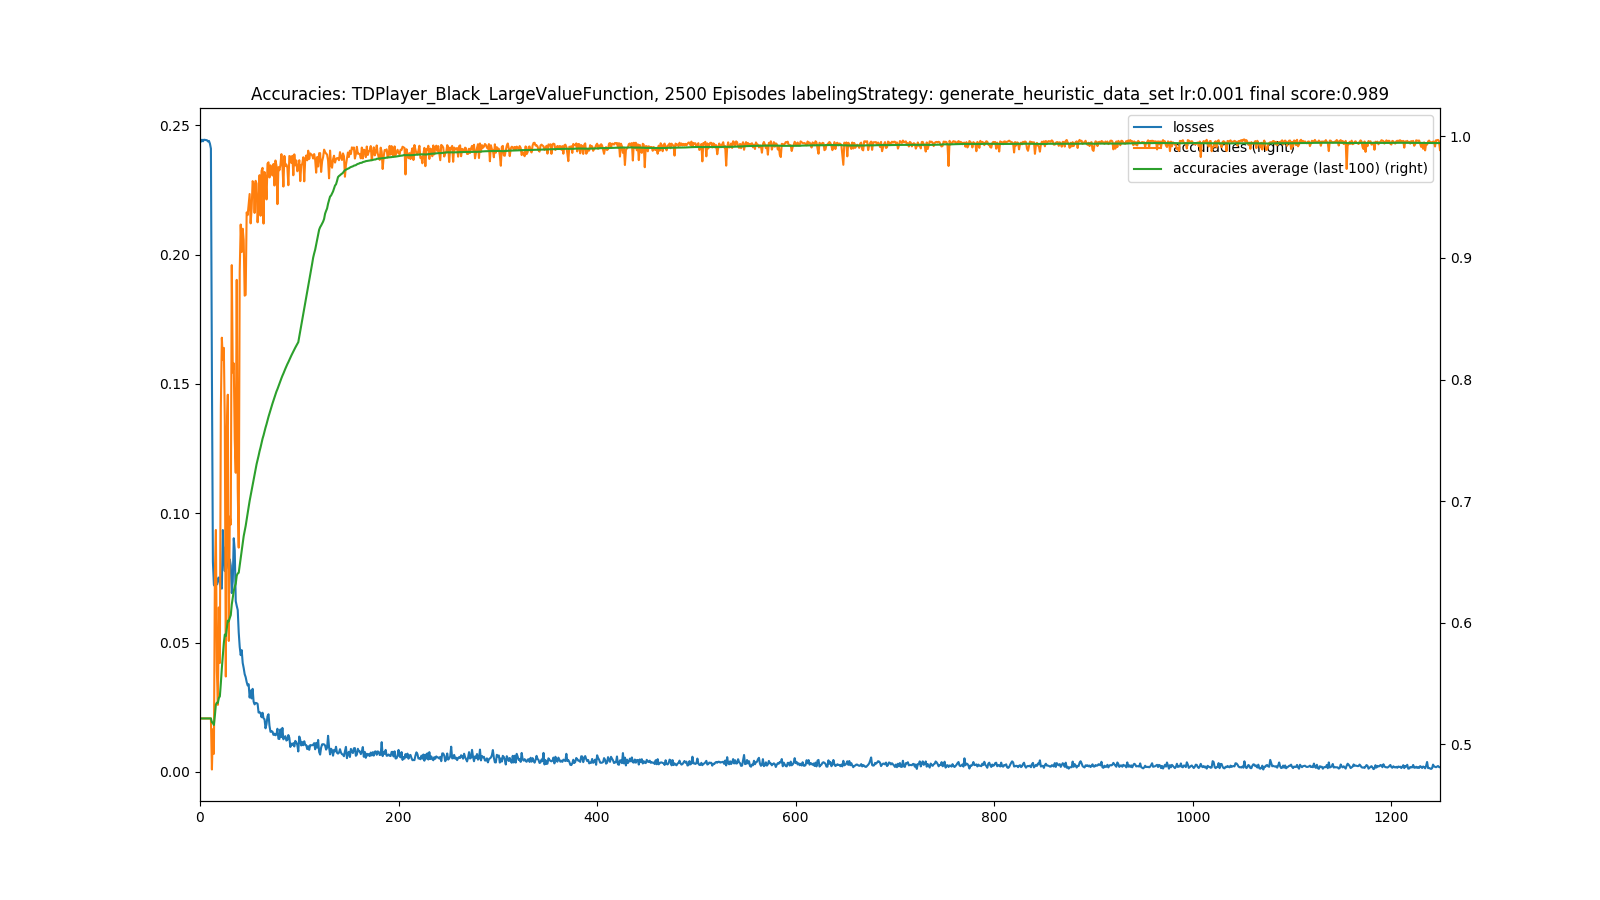 Accuracies: TDPlayer_Black_LargeValueFunction, 2500 Episodes labelingStrategy: generate_heuristic_data_set lr:0.001 final score:0.989
losses
accuracies (right)
accuracies average (last 100) (right)
0.25
0.20
0.15
0.10
0.05
0.00
1.0
0.9
0.8
0.7
0.6
0.5
0 200 400 600 800 1000 1200